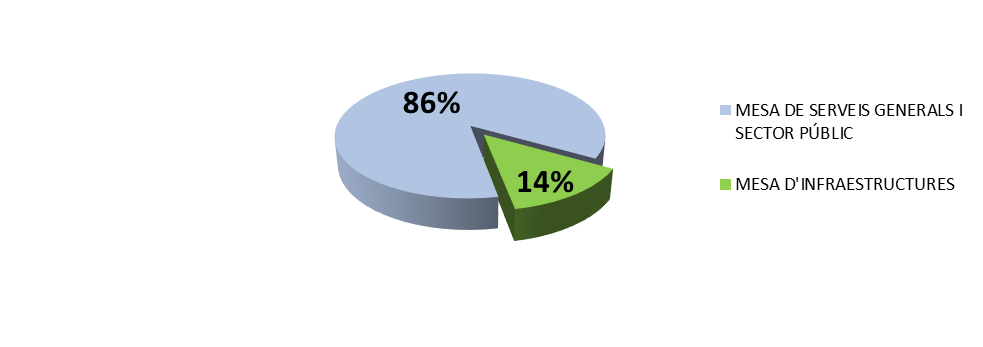 86%
14%
MESA DE SERVEIS GENERALS I
SECTOR PÚBLIC
MESA D'INFRAESTRUCTURES